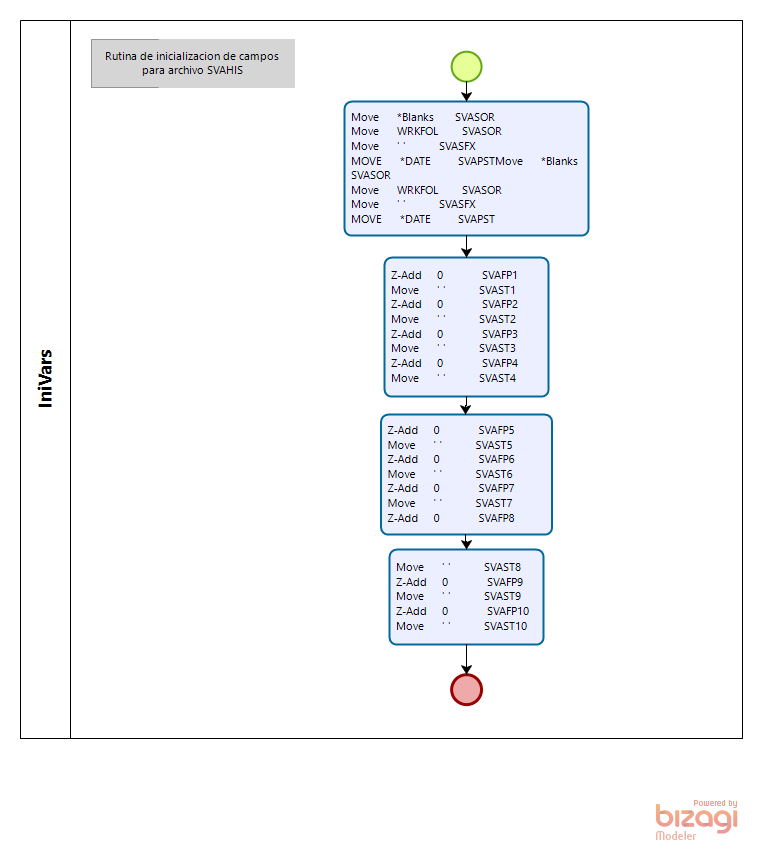 Rutina de inicializacion de campos
para archivo SVAHIS
IniVars
Move *Blanks SVASOR
Move WRKFOL SVASOR
Move ' ' SVASFX
MOVE *DATE SVAPSTMove *Blanks
SVASOR
Move WRKFOL SVASOR
Move ' ' SVASFX
MOVE *DATE SVAPST
Z-Add 0 SVAFP1
Move ' ' SVAST1
Z-Add 0 SVAFP2
Move ' ' SVAST2
Z-Add 0 SVAFP3
Move ' ' SVAST3
Z-Add 0 SVAFP4
Move ' ' SVAST4
Z-Add 0 SVAFP5
Move ' ' SVAST5
Z-Add 0 SVAFP6
Move ' ' SVAST6
Z-Add 0 SVAFP7
Move ' ' SVAST7
Z-Add 0 SVAFP8
Move ' ' SVAST8
Z-Add 0 SVAFP9
Move ' ' SVAST9
Z-Add 0 SVAFP10
Move ' ' SVAST10
Powered by
bizagi
Modeler